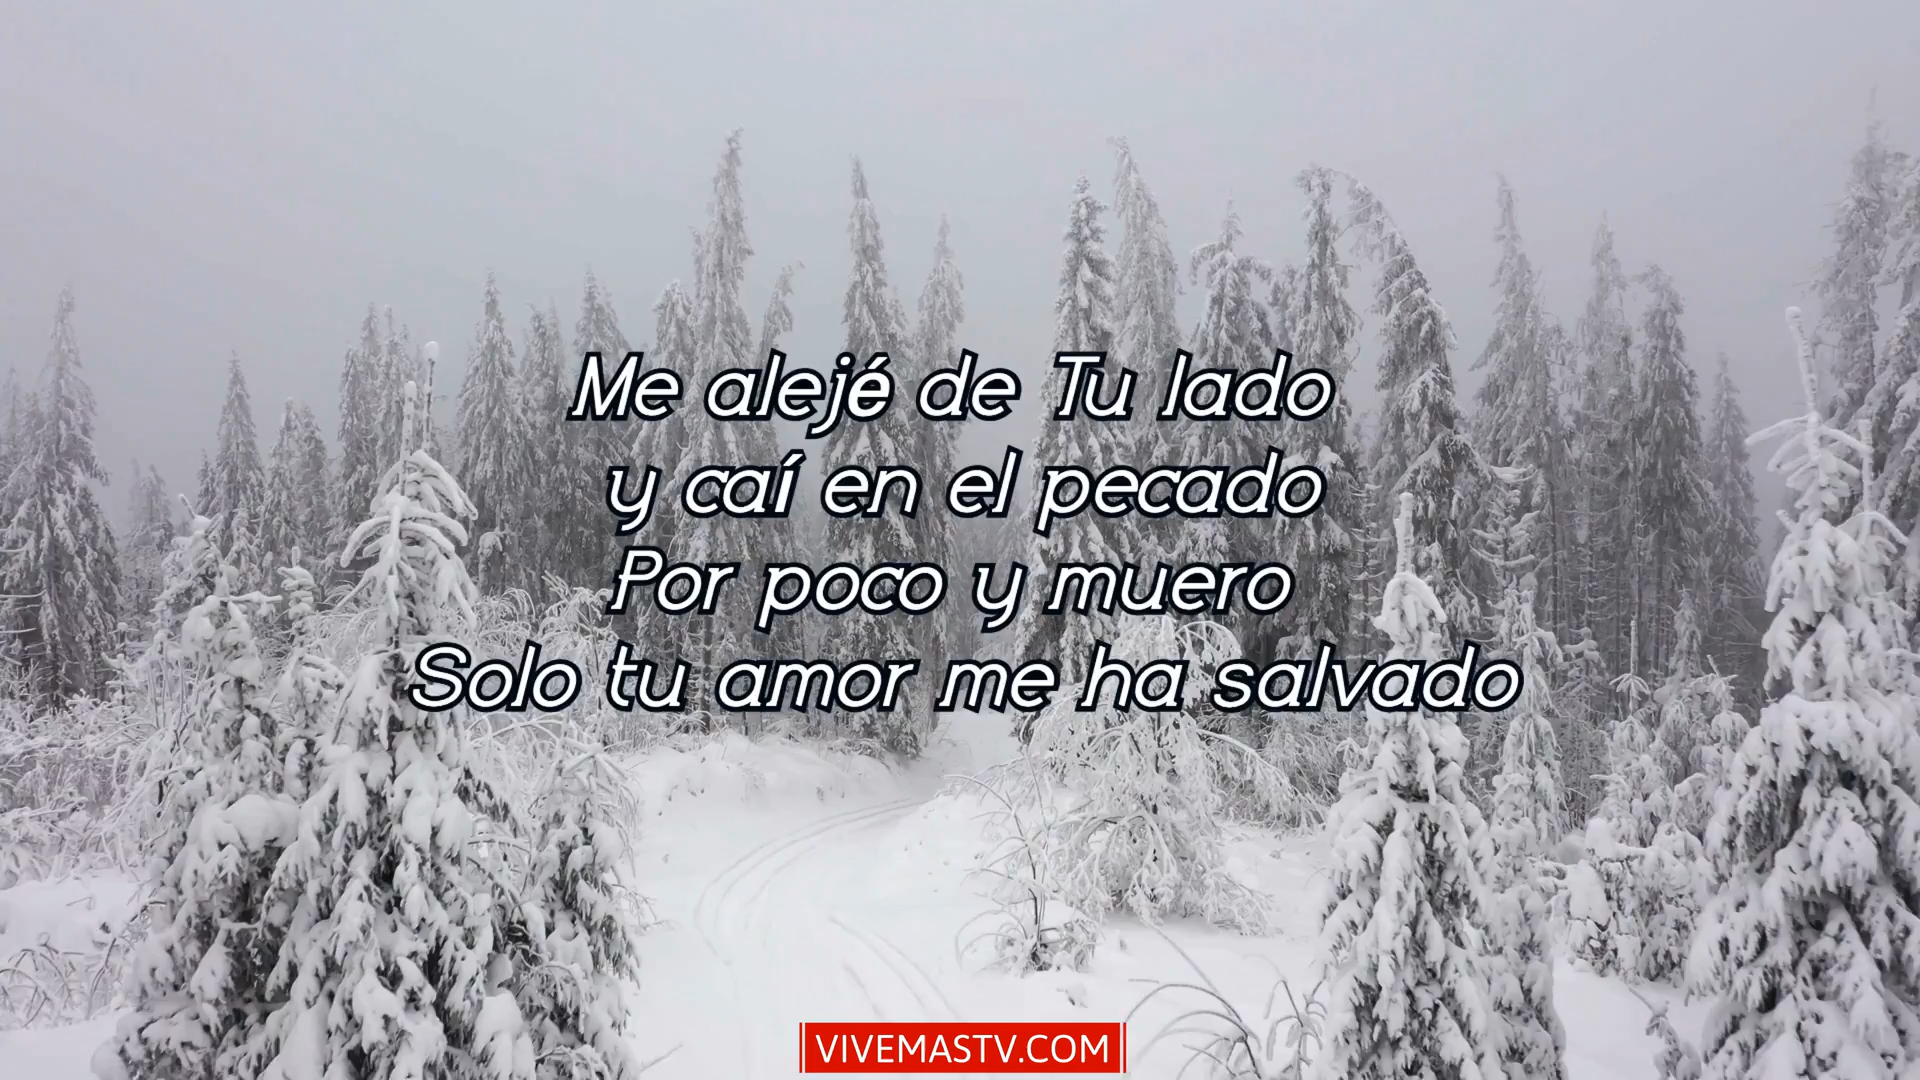 Me alejé de Tu lado
y caí en el pecado
Por poco y muero
Solo tu amor me ha salvado
VIVEMASTV.COM